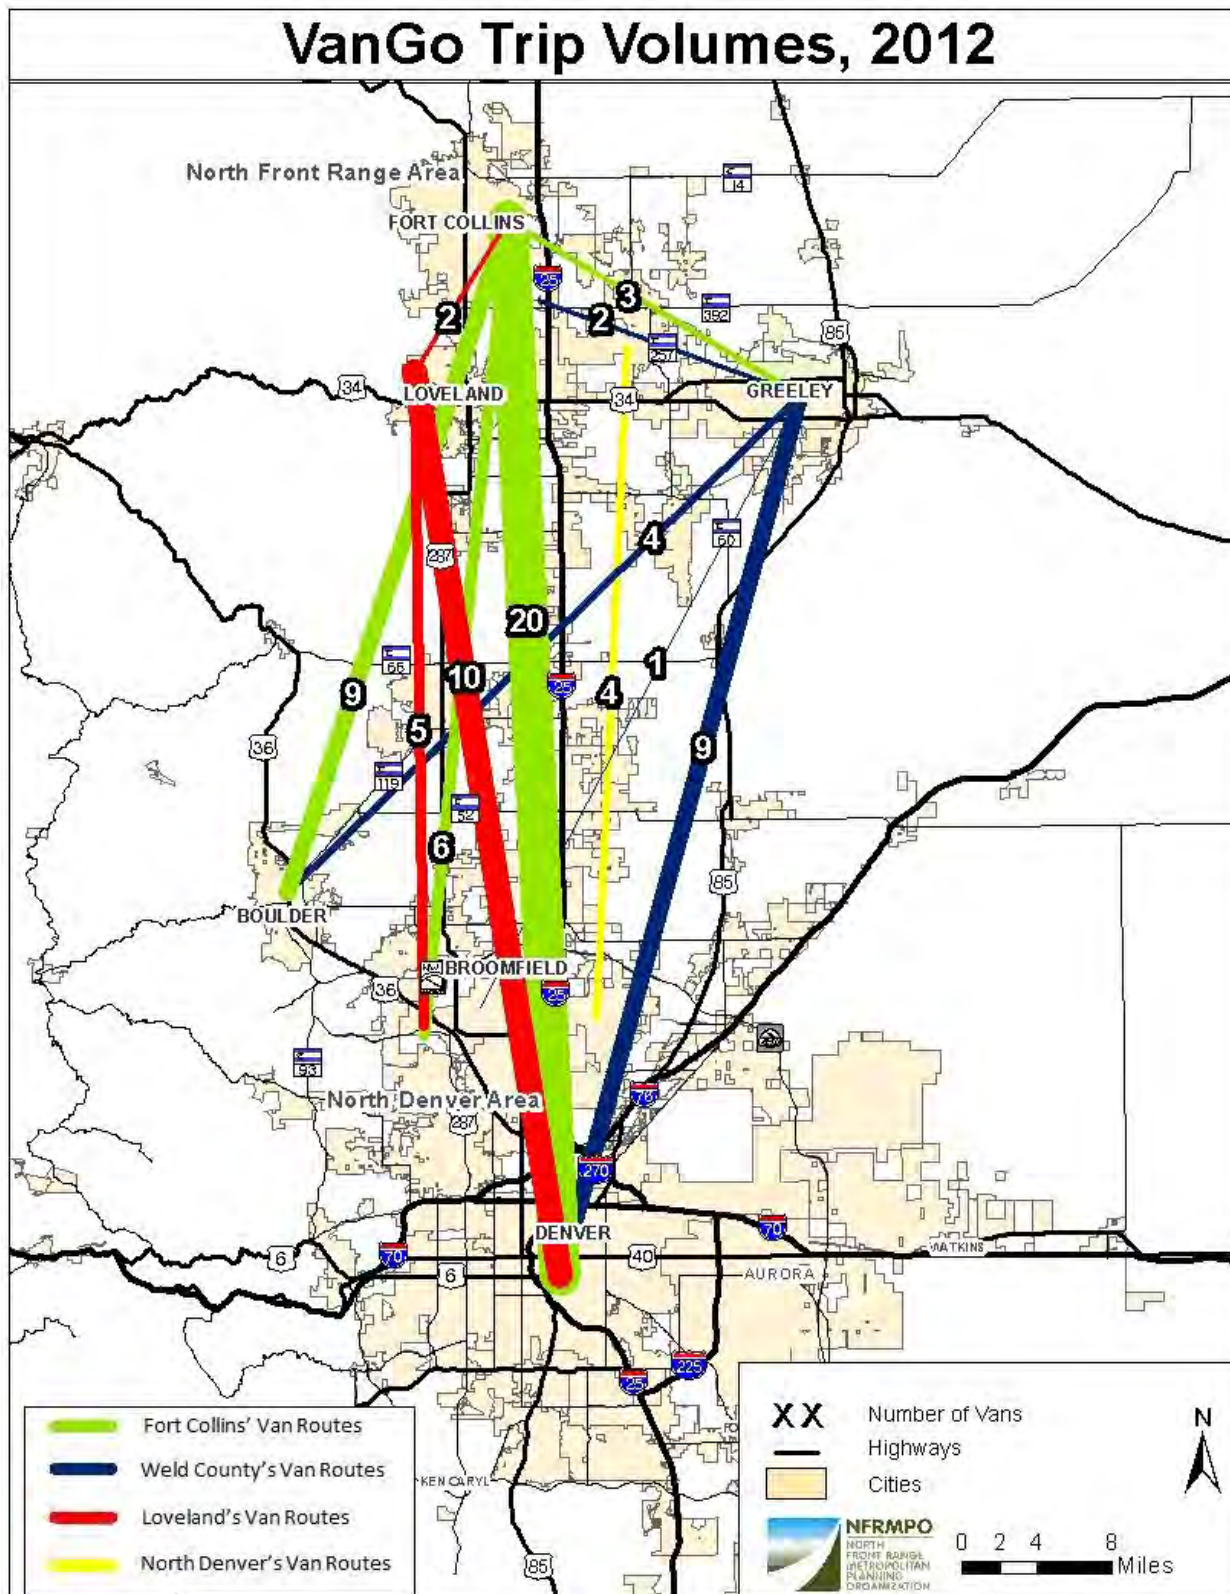 VanGo Trip Volumes, 2012
14
North Front Range Area
FORT COLLINS
25
3
392
2
2
257
85
34
LOVELAND
34
GREELEY
287
4
60
20
66
10
1
25
9
4
5
36
9
119
52
6
85
BOULDER
BROOMFIELD
36
25
93
76
North Denver Area
287
270
DENVER
70
70
6
40
WATKINS
6
AURORA
225
25
KEN CARYL
85
Fort Collins' Van Routes
Weld County's Van Routes
Loveland's Van Routes
North Denver's Van Routes
XX Number of Vans
Highways
Cities
N
NFRMPO
NORTH
FRONT RANGE
METROPOLITAN
PLANNING
ORGANIZATION
0 2 4 8
Miles